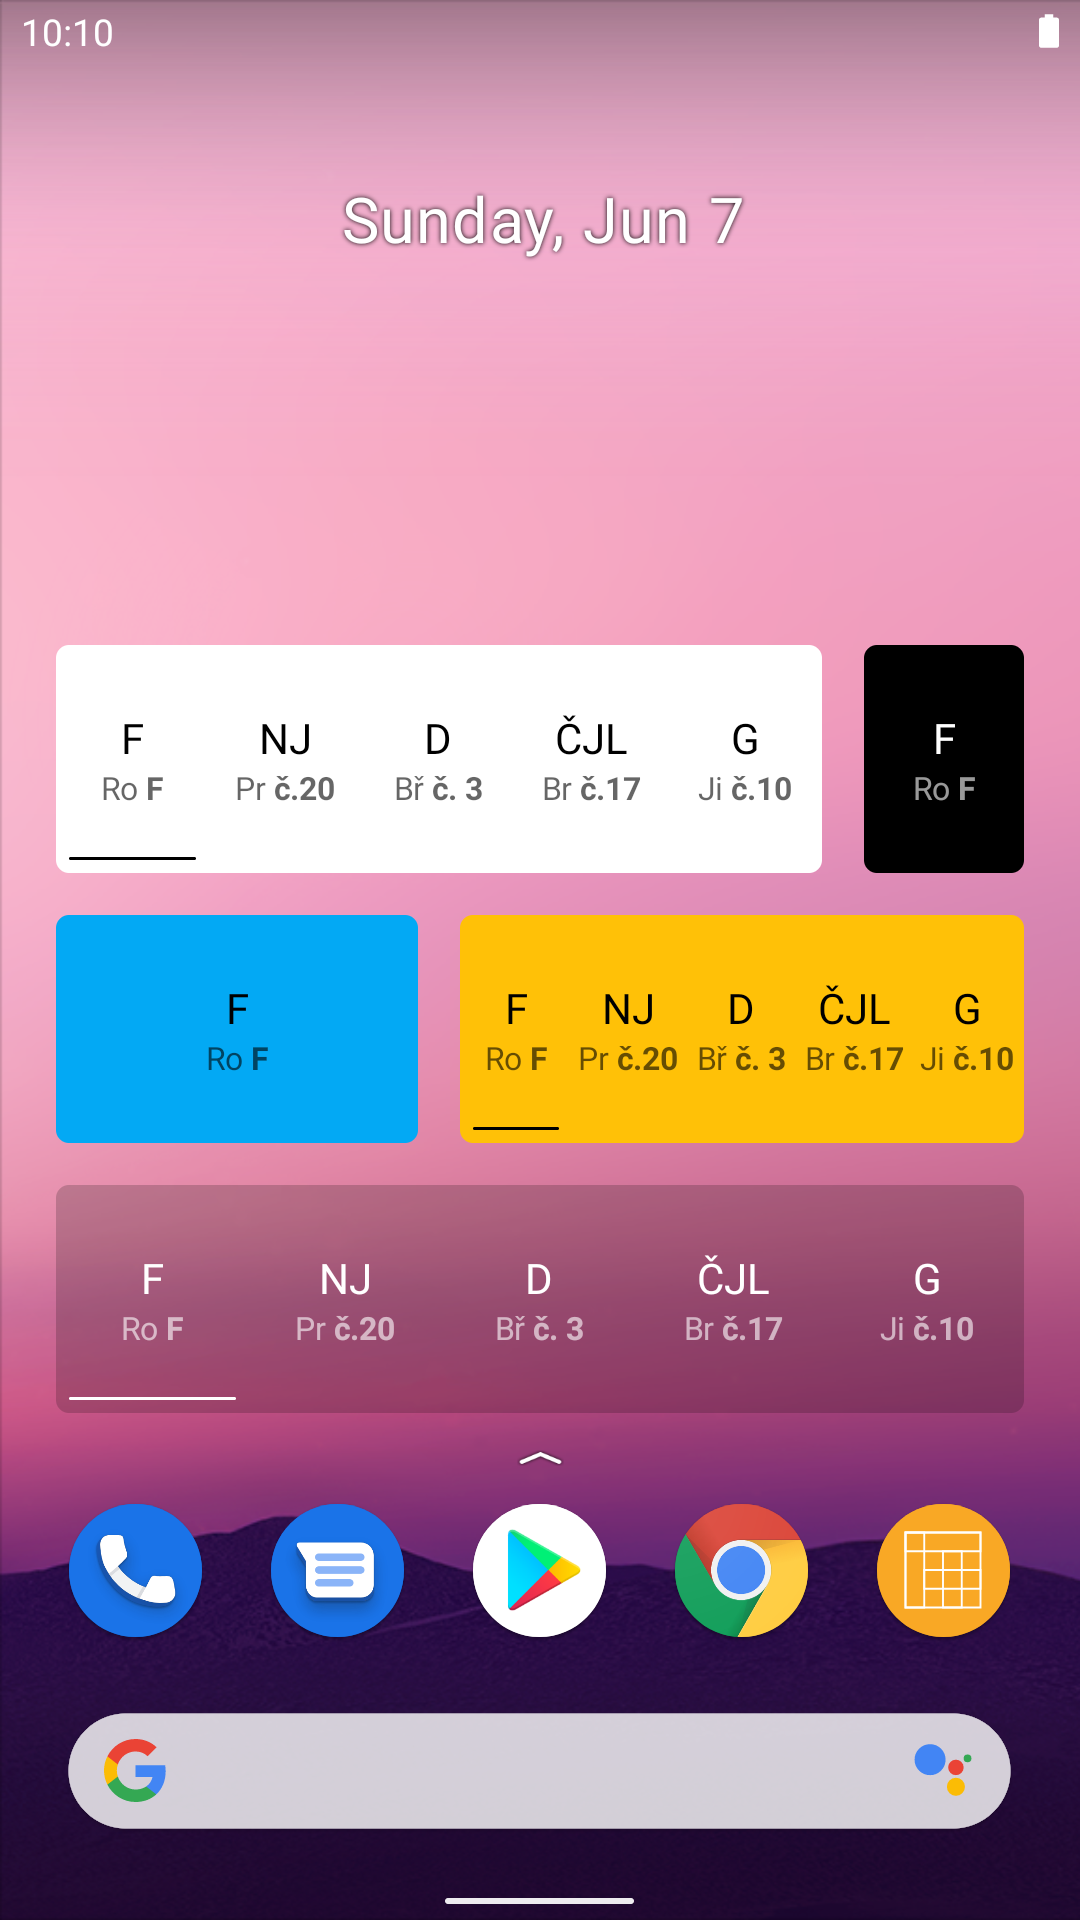 10:10
Sunday, Jun 7
F NJ D ČJL G
Ro F Pr č.20 Bř č. 3 Br č.17 Ji č.10
F
Ro F
F
Ro F
F NJ D ČJL G
Ro F Pr č.20 Bř č. 3 Br č.17 Ji č.10
F NJ D ČJL G
Ro F Pr č.20 Bř č. 3 Br č.17 Ji č.10